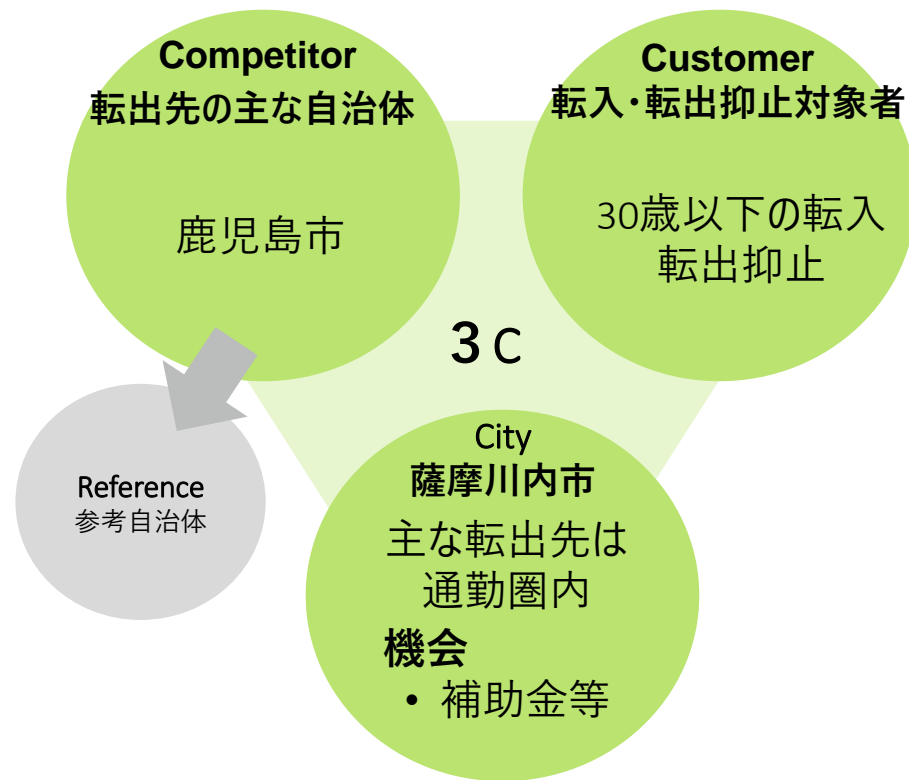 Competitor
転出先の主な自治体
鹿児島市
Customer
転入・転出抑止対象者
30歳以下の転入
転出抑止
3 C
Reference
参考自治体
City
薩摩川内市
主な転出先は
通勤圏内
機会
• 補助金等